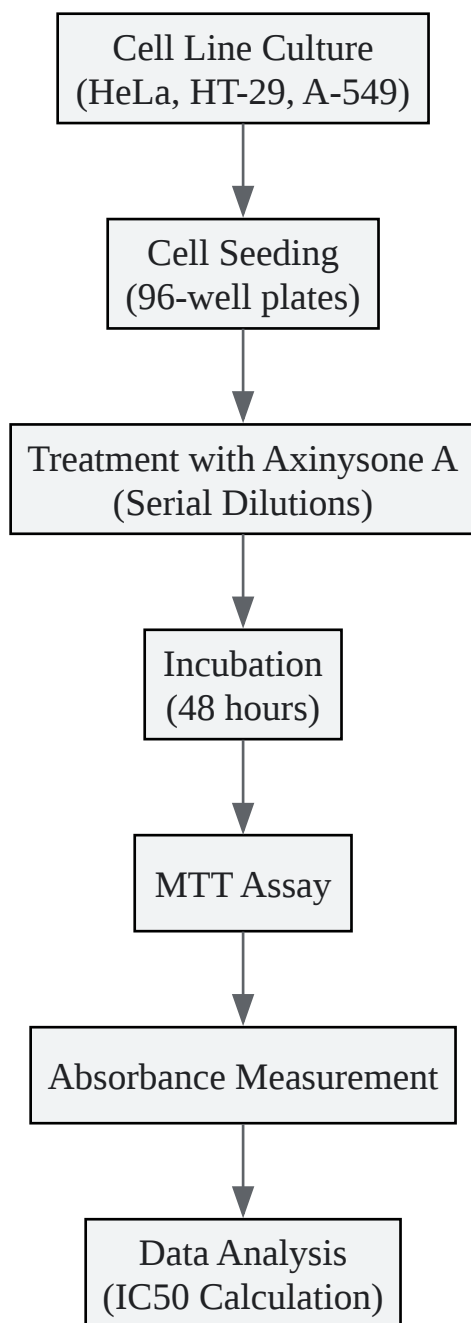 Cell Line Culture
(HeLa, HT-29, A-549)
Cell Seeding
(96-well plates)
Treatment with Axinysone A
(Serial Dilutions)
Incubation
(48 hours)
MTT Assay
Absorbance Measurement
Data Analysis
(IC50 Calculation)